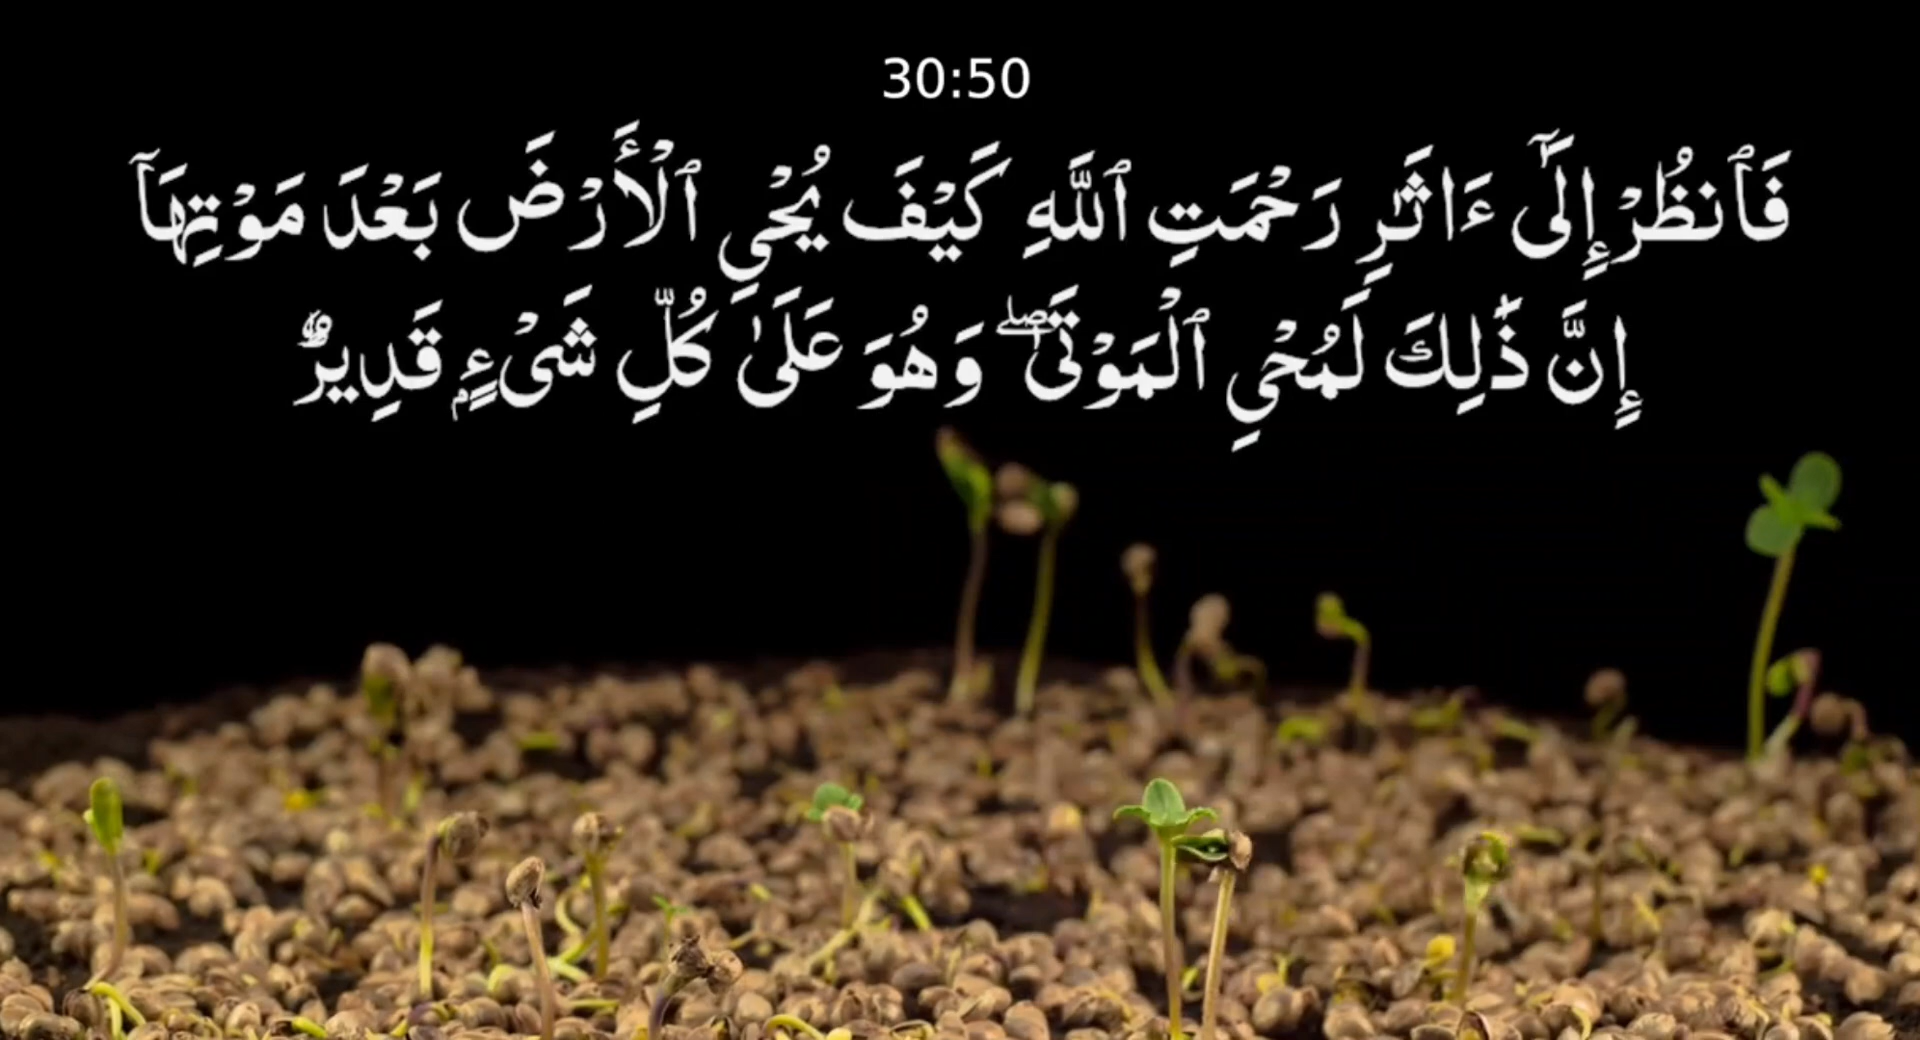 30:50
فَٱنظُرْ إِلَىٰٓ ءَاثَـٰرِ رَحْمَتِ ٱللَّهِ كَيْفَ يُحْىِ ٱلْأَرْضَ بَعْدَ مَوْتِهَآ
إِنَّ ذَٰلِكَ لَمُحْىِ ٱلْمَوْتَىٰ ۖ وَهُوَ عَلَىٰ كُلِّ شَىْءٍ قَدِيرٌ